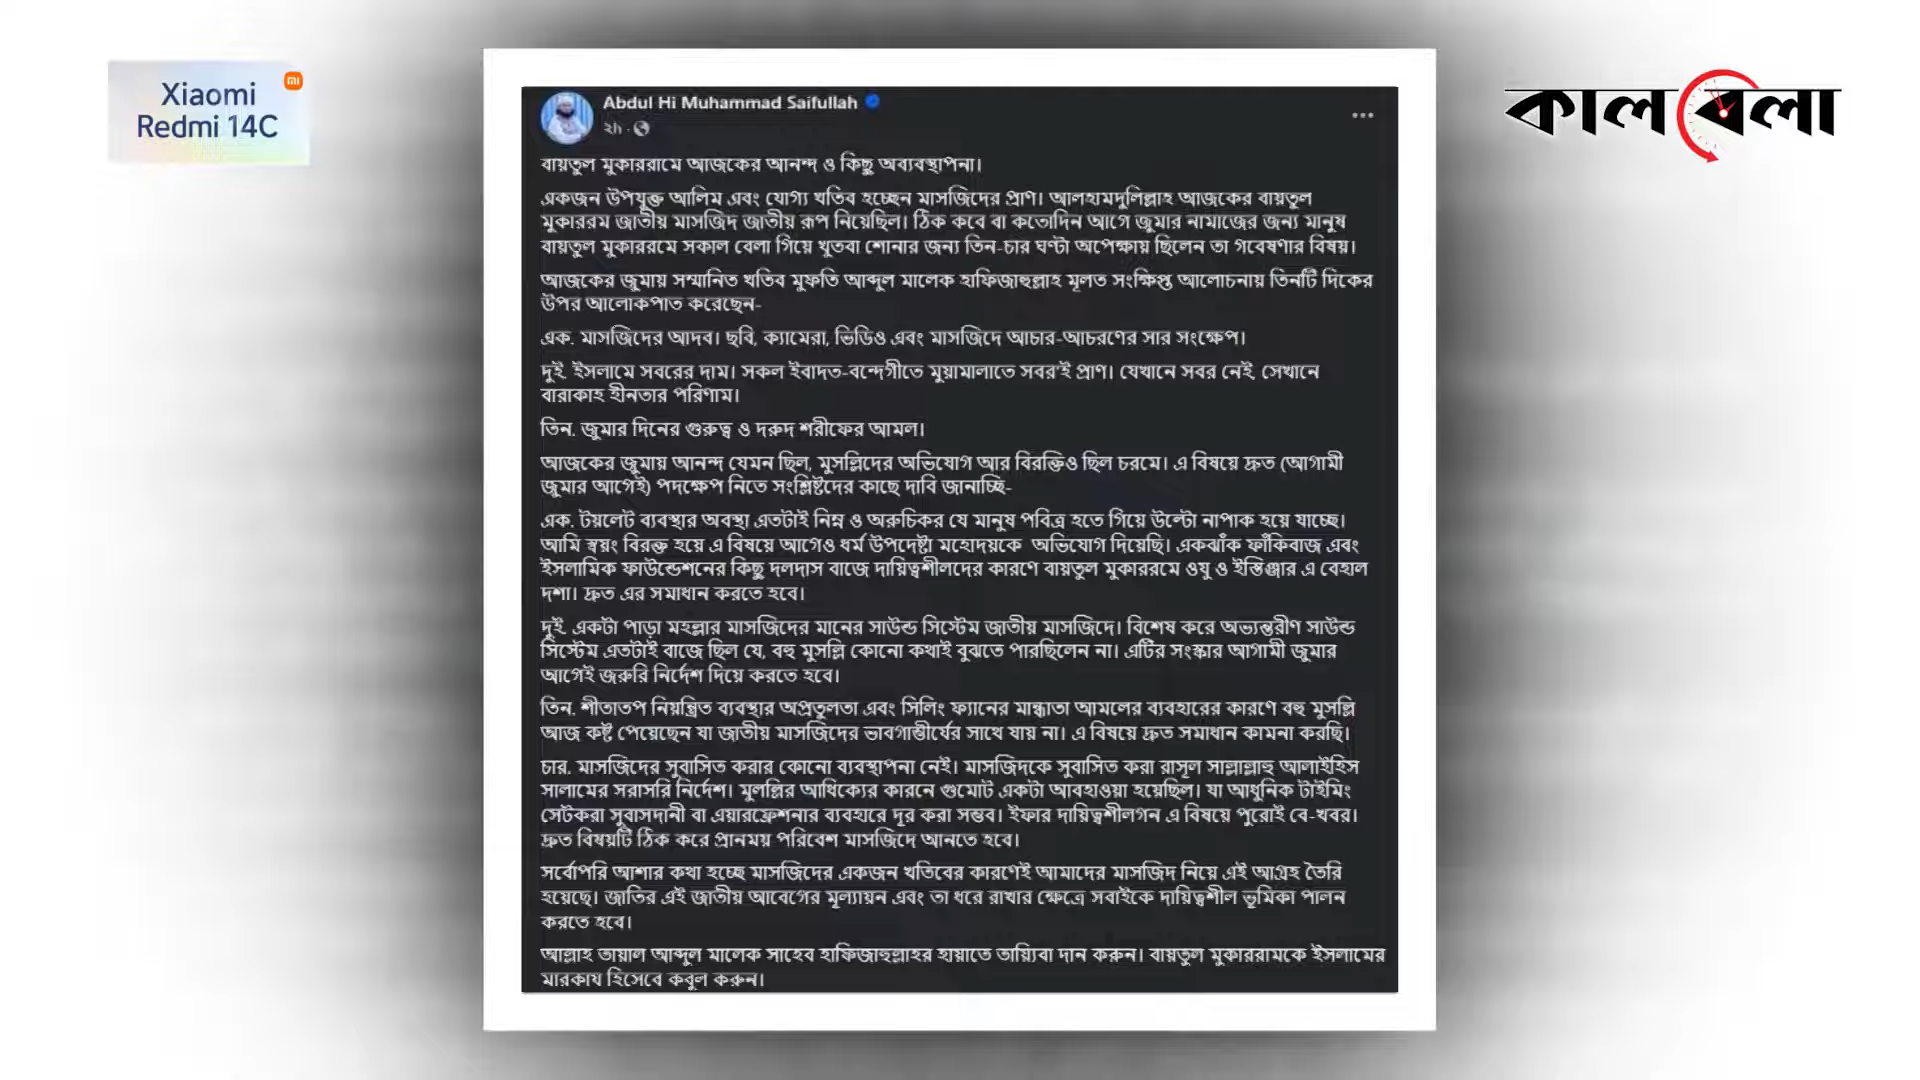 Xiaomi
Redmi 14C
mi
কালবেলা
Abdul Hi Muhammad Saifullah
2h
বায়তুল মুকাররামে আজকের আনন্দ ও কিছু অব্যবস্থাপনা।
একজন উপযুক্ত আলিম এবং যোগ্য খতিব হচ্ছেন মাসজিদের প্রাণ। আলহামদুলিল্লাহ আজকের বায়তুল
মুকাররম জাতীয় মাসজিদ জাতীয় রূপ নিয়েছিল। ঠিক কবে বা কতোদিন আগে জুমার নামাজের জন্য মানুষ
বায়তুল মুকাররমে সকাল বেলা গিয়ে খুতবা শোনার জন্য তিন-চার ঘণ্টা অপেক্ষায় ছিলেন তা গবেষণার বিষয়।
আজকের জুমায় সম্মানিত খতিব মুফতি আব্দুল মালেক হাফিজাহুল্লাহ মূলত সংক্ষিপ্ত আলোচনায় তিনটি দিকের
উপর আলোকপাত করেছেন-
এক. মাসজিদের আদব। ছবি, ক্যামেরা, ভিডিও এবং মাসজিদে আচার-আচরণের সার সংক্ষেপ।
দুই. ইসলামে সবরের দাম। সকল ইবাদত-বন্দেগীতে মুয়ামালাতে সবর'ই প্রাণ। যেখানে সবর নেই, সেখানে
বারাকাহ হীনতার পরিণাম।
তিন. জুমার দিনের গুরুত্ব ও দরুদ শরীফের আমল।
আজকের জুমায় আনন্দ যেমন ছিল, মুসল্লিদের অভিযোগ আর বিরক্তিও ছিল চরমে। এ বিষয়ে দ্রুত (আগামী
জুমার আগেই) পদক্ষেপ নিতে সংশ্লিষ্টদের কাছে দাবি জানাচ্ছি-
এক. টয়লেট ব্যবস্থার অবস্থা এতটাই নিম্ন ও অরুচিকর যে মানুষ পবিত্র হতে গিয়ে উল্টো নাপাক হয়ে যাচ্ছে।
আমি স্বয়ং বিরক্ত হয়ে এ বিষয়ে আগেও ধর্ম উপদেষ্টা মহোদয়কে অভিযোগ দিয়েছি। একঝাঁক ফাঁকিবাজ এবং
ইসলামিক ফাউন্ডেশনের কিছু দলদাস বাজে দায়িত্বশীলদের কারণে বায়তুল মুকাররমে ওযু ও ইস্তিঞ্জার এ বেহাল
দশা। দ্রুত এর সমাধান করতে হবে।
দুই. একটা পাড়া মহল্লার মাসজিদের মানের সাউন্ড সিস্টেম জাতীয় মাসজিদে। বিশেষ করে অভ্যন্তরীণ সাউন্ড
সিস্টেম এতটাই বাজে ছিল যে, বহু মুসল্লি কোনো কথাই বুঝতে পারছিলেন না। এটির সংস্কার আগামী জুমার
আগেই জরুরি নির্দেশ দিয়ে করতে হবে।
তিন. শীতাতপ নিয়ন্ত্রিত ব্যবস্থার অপ্রতুলতা এবং সিলিং ফ্যানের মান্ধাতা আমলের ব্যবহারের কারণে বহু মুসল্লি
আজ কষ্ট পেয়েছেন যা জাতীয় মাসজিদের ভাবগাম্ভীর্যের সাথে যায় না। এ বিষয়ে দ্রুত সমাধান কামনা করছি।
চার. মাসজিদের সুবাসিত করার কোনো ব্যবস্থাপনা নেই। মাসজিদকে সুবাসিত করা রাসূল সাল্লাল্লাহু আলাইহিস
সালামের সরাসরি নির্দেশ। মুলল্লির আধিক্যের কারনে গুমোট একটা আবহাওয়া হয়েছিল। যা আধুনিক টাইমিং
সেটকরা সুবাসদানী বা এয়ারফ্রেশনার ব্যবহারে দূর করা সম্ভব। ইফার দায়িত্বশীলগন এ বিষয়ে পুরোই বে-খবর।
দ্রুত বিষয়টি ঠিক করে প্রানময় পরিবেশ মাসজিদে আনতে হবে।
সর্বোপরি আশার কথা হচ্ছে মাসজিদের একজন খতিবের কারণেই আমাদের মাসজিদ নিয়ে এই আগ্রহ তৈরি
হয়েছে। জাতির এই জাতীয় আবেগের মূল্যায়ন এবং তা ধরে রাখার ক্ষেত্রে সবাইকে দায়িত্বশীল ভূমিকা পালন
করতে হবে।
আল্লাহ তায়াল আব্দুল মালেক সাহেব হাফিজাহুল্লাহর হায়াতে তায়্যিবা দান করুন। বায়তুল মুকাররামকে ইসলামের
মারকায হিসেবে কবুল করুন।